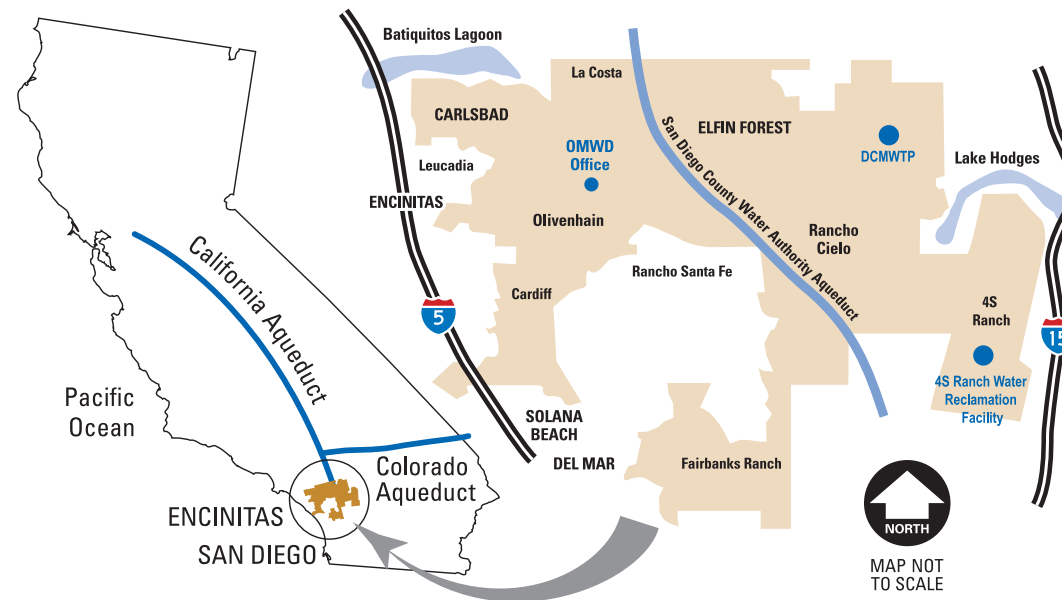 Batiquitos Lagoon
La Costa
CARLSBAD
ELFIN FOREST
OMWD
Office
DCMWTP
Lake Hodges
Leucadia
ENCINITAS
Olivenhain
San Diego County Water Authority Aqueduct
Rancho
Cielo
Rancho Santa Fe
Cardiff
5
4S
Ranch
15
4S Ranch Water
Reclamation
Facility
SOLANA
BEACH
DEL MAR
Fairbanks Ranch
California Aqueduct
Pacific
Ocean
Colorado
Aqueduct
ENCINITAS
SAN DIEGO
NORTH
MAP NOT
TO SCALE